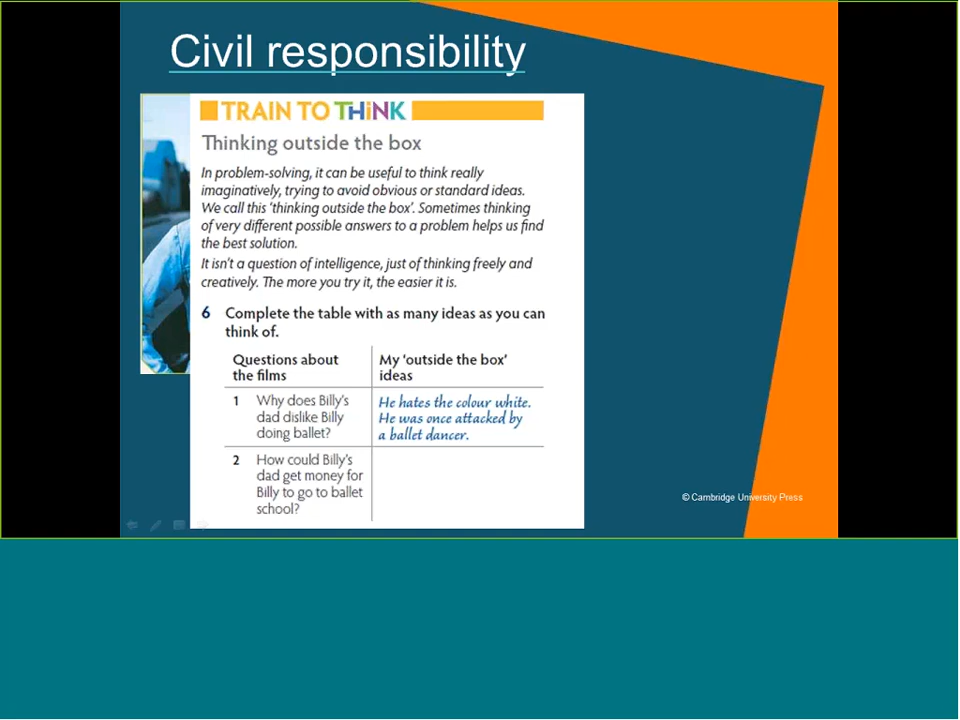 Civil responsibility
TRAIN TO THiNK
Thinking outside the box
In problem-solving, it can be useful to think really
imaginatively, trying to avoid obvious or standard ideas.
We call this 'thinking outside the box'. Sometimes thinking
of very different possible answers to a problem helps us find
the best solution.
It isn't a question of intelligence, just of thinking freely and
creatively. The more you try it, the easier it is.
6 Complete the table with as many ideas as you can
think of.
Questions about
the films
My 'outside the box'
ideas
1 Why does Billy's
dad dislike Billy
doing ballet?
He hates the colour white.
He was once attacked by
a ballet dancer.
2 How could Billy's
dad get money for
Billy to go to ballet
school?
© Cambridge University Press